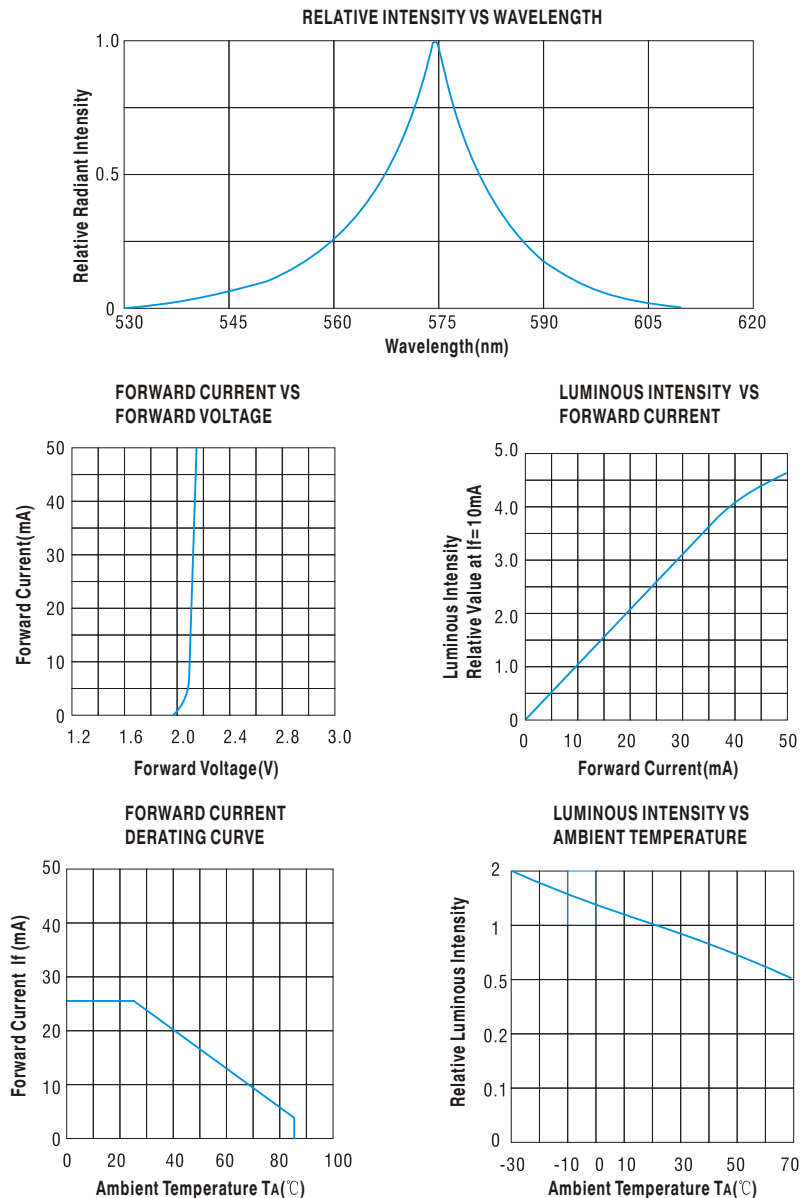 RELATIVE INTENSITY VS WAVELENGTH
Relative Radiant Intensity
1.0
0.5
0
530 545 560 575 590 605 620
Wavelength(nm)
FORWARD CURRENT VS
FORWARD VOLTAGE
Forward Current(mA)
50
40
30
20
10
0
1.2 1.6 2.0 2.4 2.8 3.0
Forward Voltage(V)
LUMINOUS INTENSITY VS
FORWARD CURRENT
Luminous Intensity
Relative Value at If=10mA
5.0
4.0
3.0
2.0
1.0
0
0 10 20 30 40 50
Forward Current(mA)
FORWARD CURRENT
DERATING CURVE
Forward Current If (mA)
50
40
30
20
10
0
0 20 40 60 80 100
Ambient Temperature TA(℃)
LUMINOUS INTENSITY VS
AMBIENT TEMPERATURE
Relative Luminous Intensity
2
1
0.5
0.2
0.1
0
-30 -10 0 10 30 50 70
Ambient Temperature TA(℃)